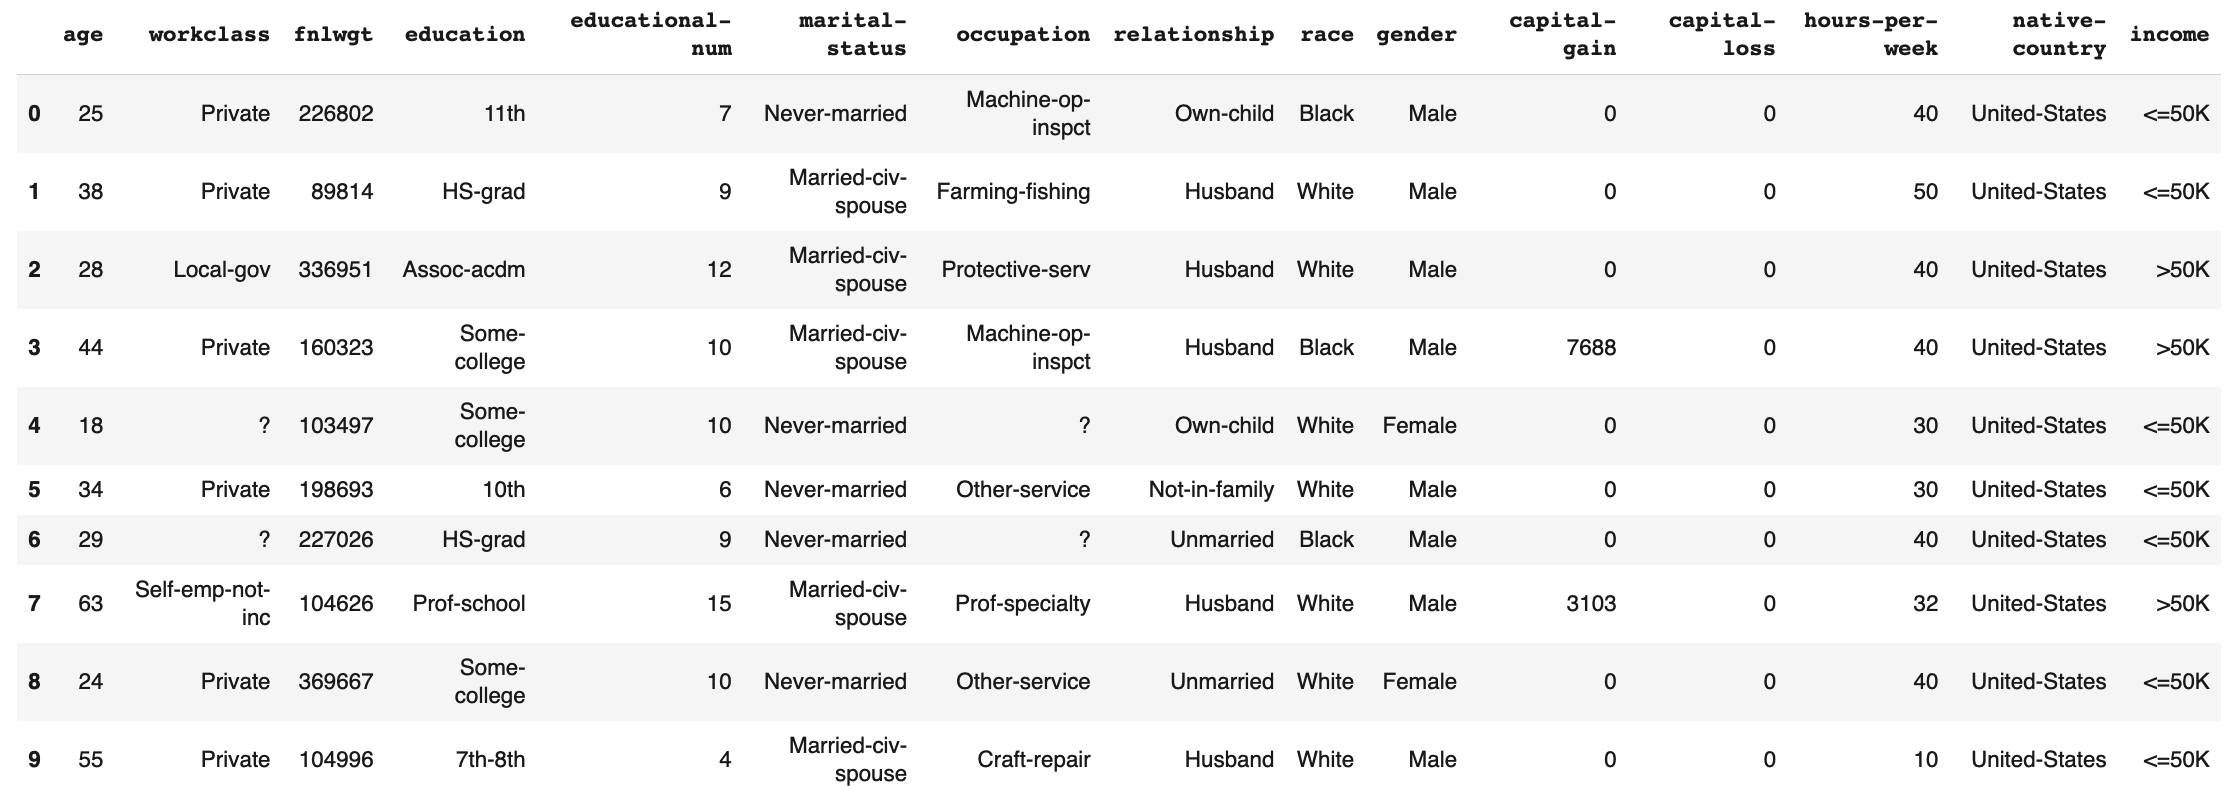 age workclass fnlwgt education educational-num marital-status occupation relationship race gender capital-gain capital-loss hours-per-week native-country income
0 25 Private 226802 11th 7 Never-married Machine-op-inspct Own-child Black Male 0 0 40 United-States <=50K
1 38 Private 89814 HS-grad 9 Married-civ-spouse Farming-fishing Husband White Male 0 0 50 United-States <=50K
2 28 Local-gov 336951 Assoc-acdm 12 Married-civ-spouse Protective-serv Husband White Male 0 0 40 United-States >50K
3 44 Private 160323 Some-college 10 Married-civ-spouse Machine-op-inspct Husband Black Male 7688 0 40 United-States >50K
4 18 ? 103497 Some-college 10 Never-married ? Own-child White Female 0 0 30 United-States <=50K
5 34 Private 198693 10th 6 Never-married Other-service Not-in-family White Male 0 0 30 United-States <=50K
6 29 ? 227026 HS-grad 9 Never-married ? Unmarried Black Male 0 0 40 United-States <=50K
7 63 Self-emp-not-inc 104626 Prof-school 15 Married-civ-spouse Prof-specialty Husband White Male 3103 0 32 United-States >50K
8 24 Private 369667 Some-college 10 Never-married Other-service Unmarried White Female 0 0 40 United-States <=50K
9 55 Private 104996 7th-8th 4 Married-civ-spouse Craft-repair Husband White Male 0 0 10 United-States <=50K